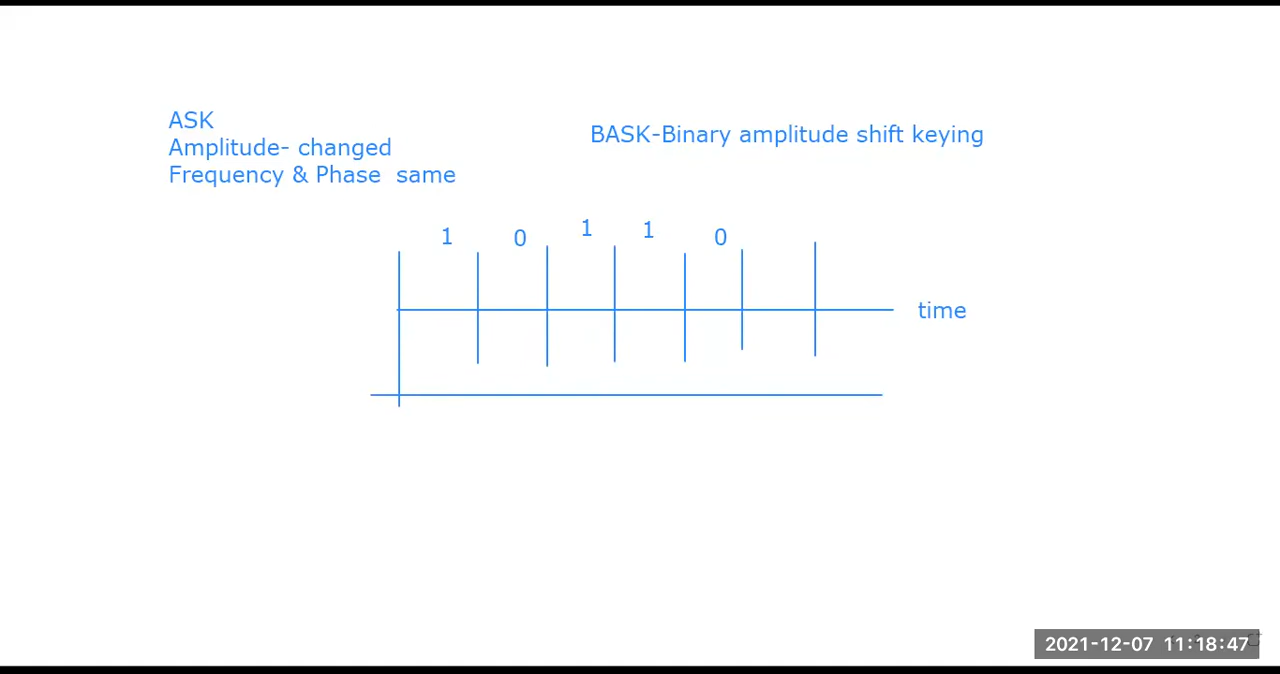 ASK
Amplitude- changed
Frequency & Phase  same
BASK-Binary amplitude shift keying
1 0 1 1 0
time
2021-12-07 11:18:47